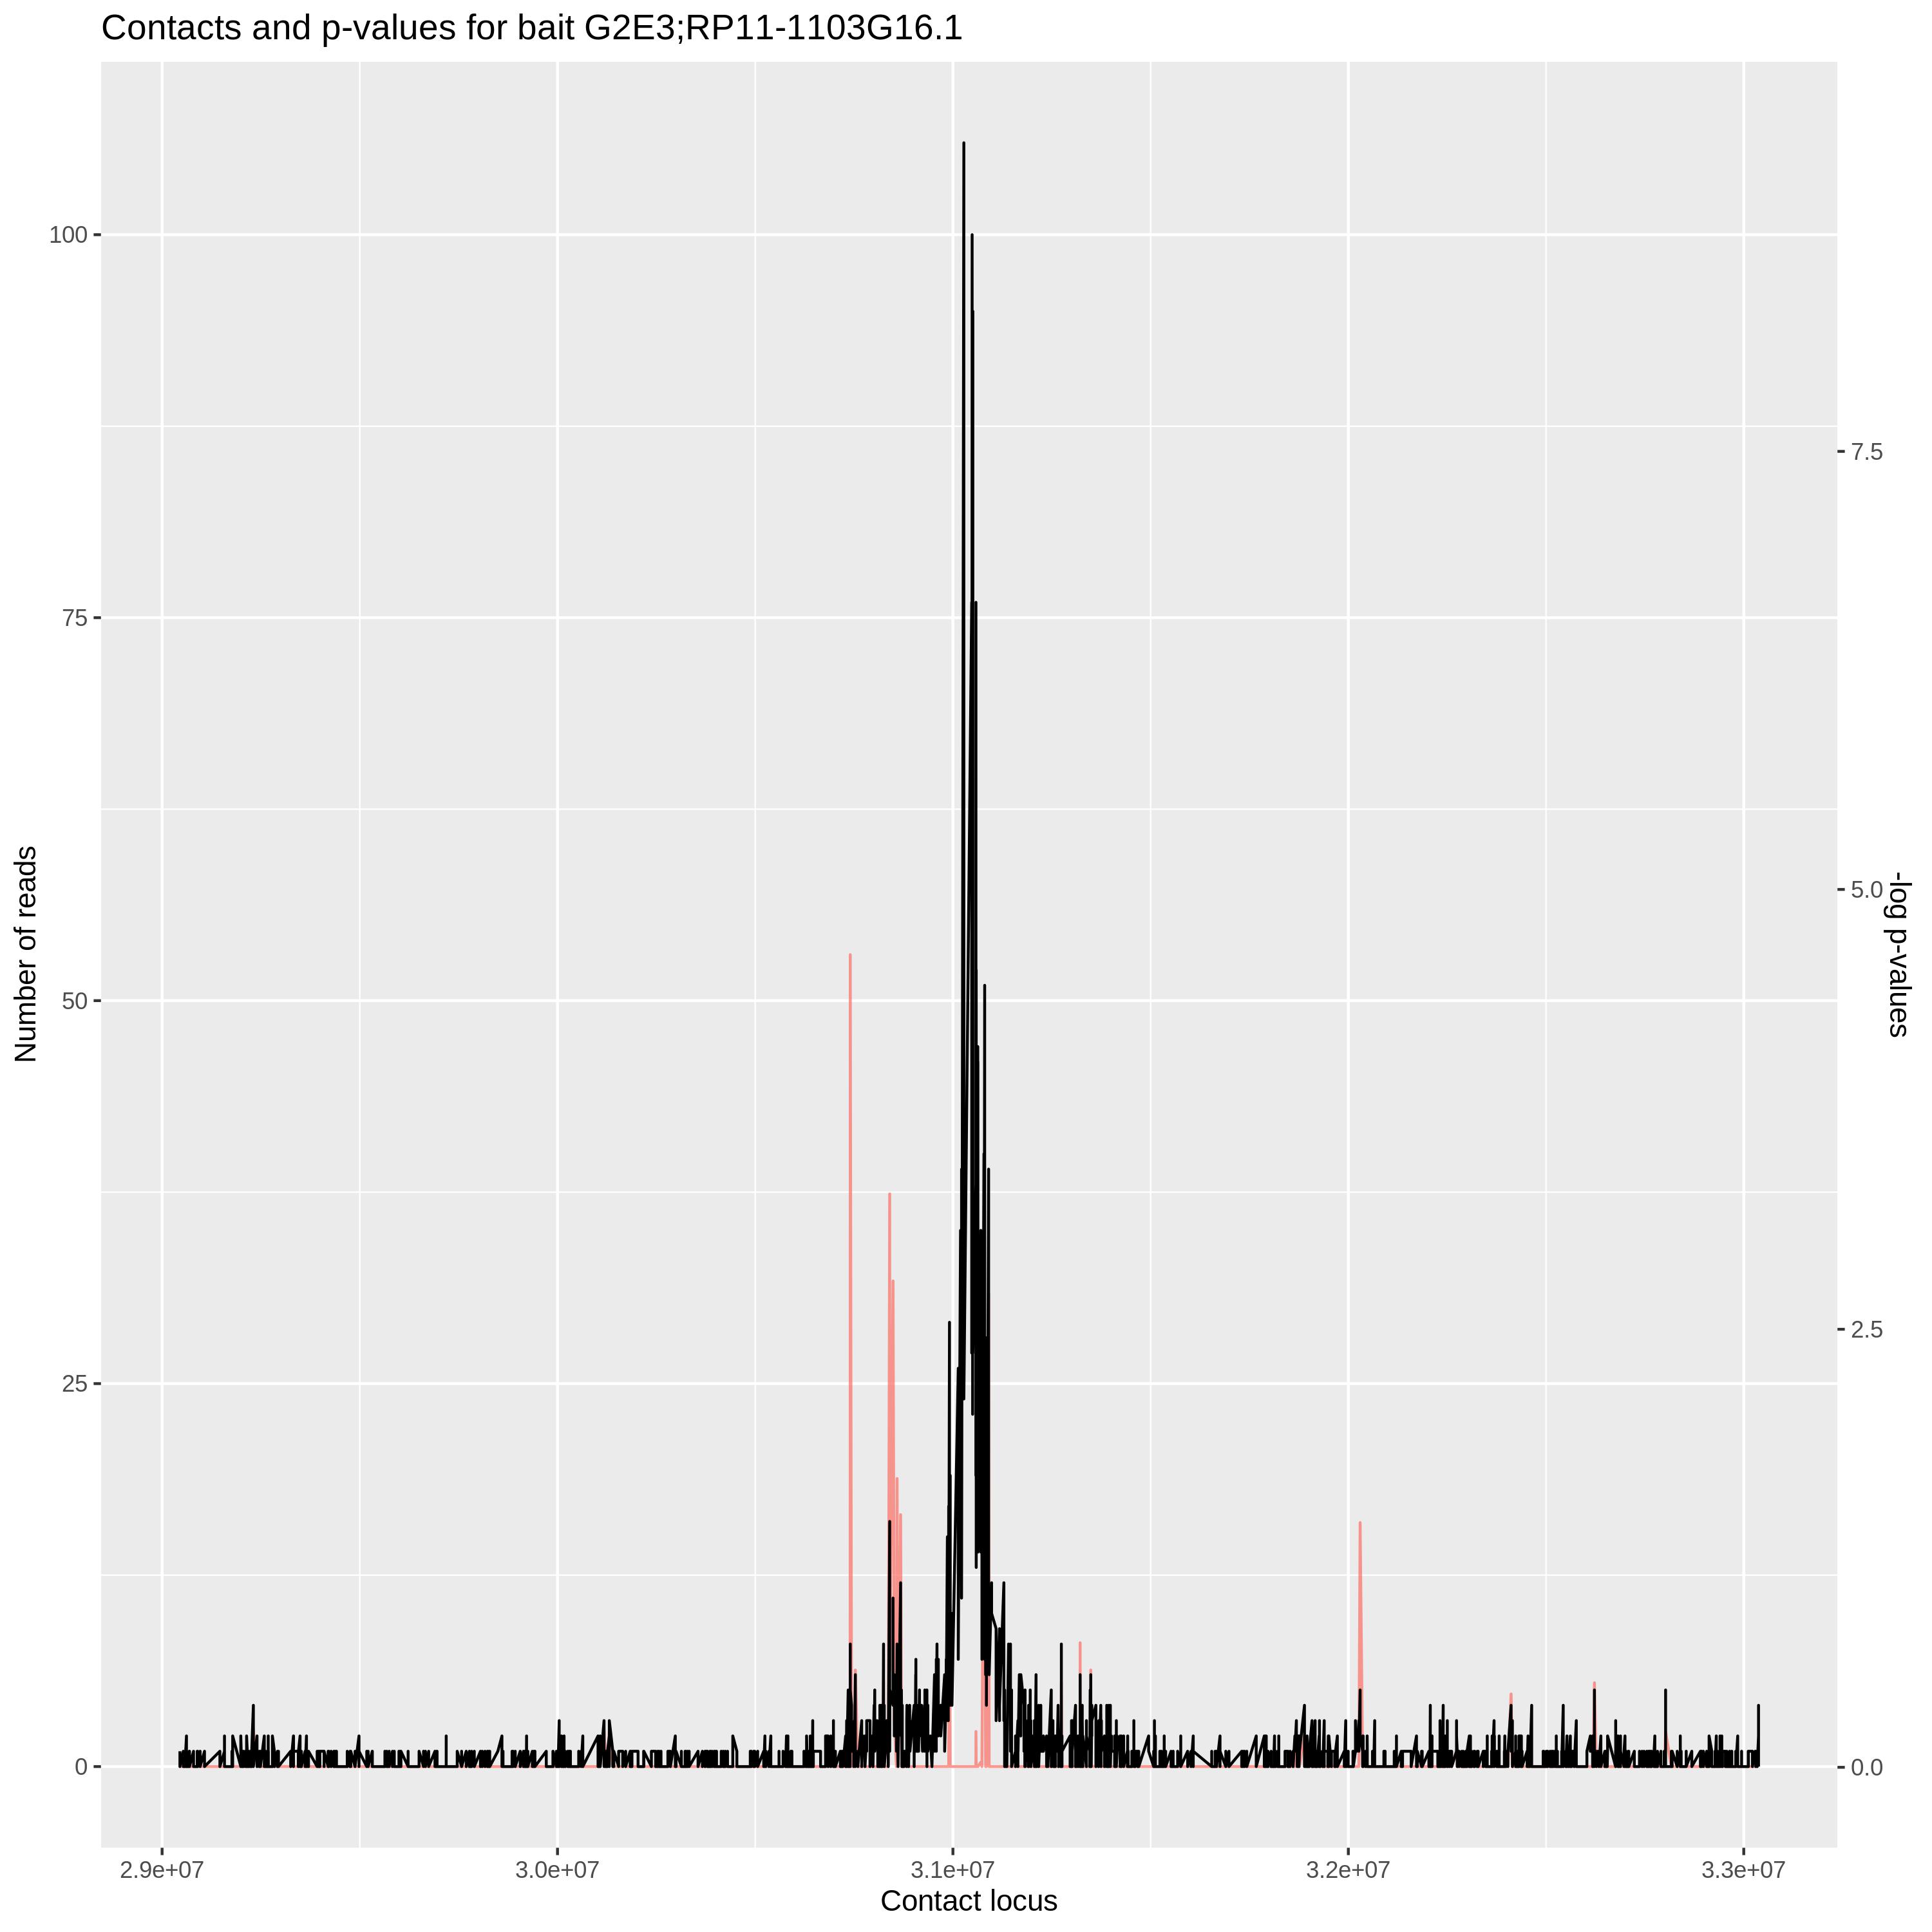 Contacts and p-values for bait G2E3;RP11-1103G16.1
100
75
50
25
0
Number of reads
7.5
5.0
2.5
0.0
-log p-values
2.9e+07
3.0e+07
3.1e+07
3.2e+07
3.3e+07
Contact locus